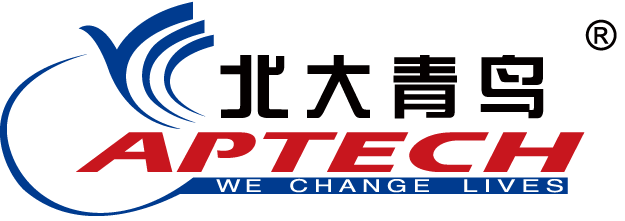 ®
北大青鸟
APTECH
WE CHANGE LIVES